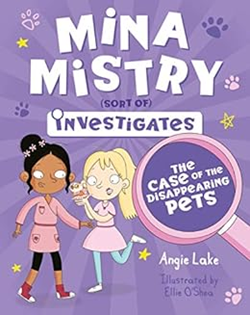 MINA
MISTRY
(SORT OF)
INVESTIGATES
THE
CASE OF THE
DISAPPEARING
PETS
Angie Lake
Illustrated by
Ellie O'Shea